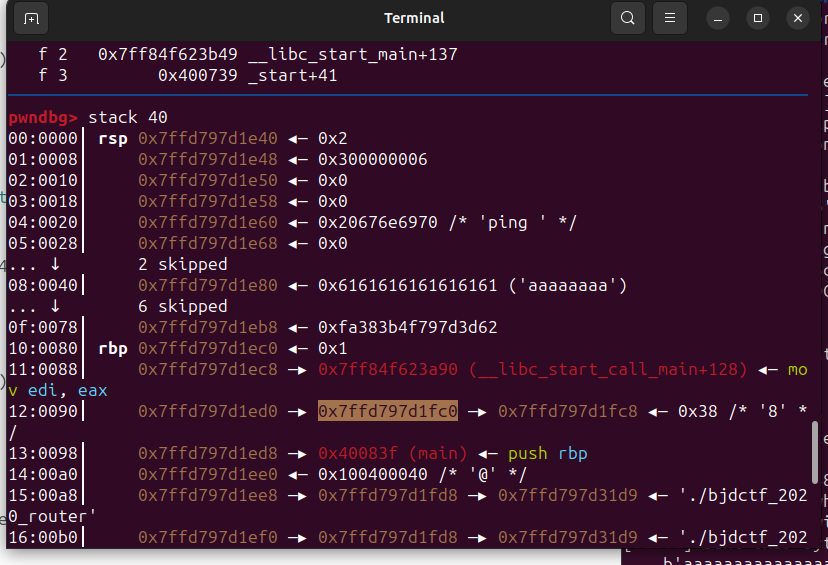 Terminal
f 2   0x7ff84f623b49 __libc_start_main+137
f 3         0x400739 _start+41
pwndbg> stack 40
00:0000│ rsp 0x7ffd797d1e40 ◂— 0x2
01:0008│     0x7ffd797d1e48 ◂— 0x300000006
02:0010│     0x7ffd797d1e50 ◂— 0x0
03:0018│     0x7ffd797d1e58 ◂— 0x0
04:0020│     0x7ffd797d1e60 ◂— 0x20676e6970 /* 'ping ' */
05:0028│     0x7ffd797d1e68 ◂— 0x0
... ↓        2 skipped
08:0040│     0x7ffd797d1e80 ◂— 0x6161616161616161 ('aaaaaaaa')
... ↓        6 skipped
0f:0078│     0x7ffd797d1eb8 ◂— 0xfa383b4f797d3d62
10:0080│ rbp 0x7ffd797d1ec0 ◂— 0x1
11:0088│     0x7ffd797d1ec8 —▸ 0x7ff84f623a90 (__libc_start_call_main+128) ◂— mo
v edi, eax
12:0090│     0x7ffd797d1ed0 —▸ 0x7ffd797d1fc0 —▸ 0x7ffd797d1fc8 ◂— 0x38 /* '8' *
/
13:0098│     0x7ffd797d1ed8 —▸ 0x40083f (main) ◂— push rbp
14:00a0│     0x7ffd797d1ee0 ◂— 0x100400040 /* '@' */
15:00a8│     0x7ffd797d1ee8 —▸ 0x7ffd797d1fd8 —▸ 0x7ffd797d31d9 ◂— './bjdctf_202
0_router'
16:00b0│     0x7ffd797d1ef0 —▸ 0x7ffd797d1fd8 —▸ 0x7ffd797d31d9 ◂— './bjdctf_202